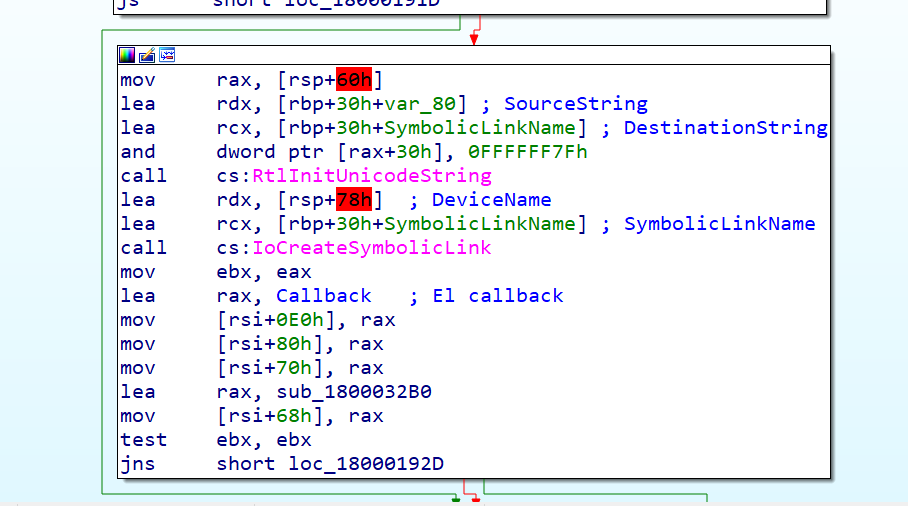 js short loc_18000191D
mov rax, [rsp+60h]
lea rdx, [rbp+30h+var_80] ; SourceString
lea rcx, [rbp+30h+SymbolicLinkName] ; DestinationString
and dword ptr [rax+30h], 0FFFFFF7Fh
call cs:RtlInitUnicodeString
lea rdx, [rsp+78h] ; DeviceName
lea rcx, [rbp+30h+SymbolicLinkName] ; SymbolicLinkName
call cs:IoCreateSymbolicLink
mov ebx, eax
lea rax, Callback ; El callback
mov [rsi+0E0h], rax
mov [rsi+80h], rax
mov [rsi+70h], rax
lea rax, sub_1800032B0
mov [rsi+68h], rax
test ebx, ebx
jns short loc_18000192D